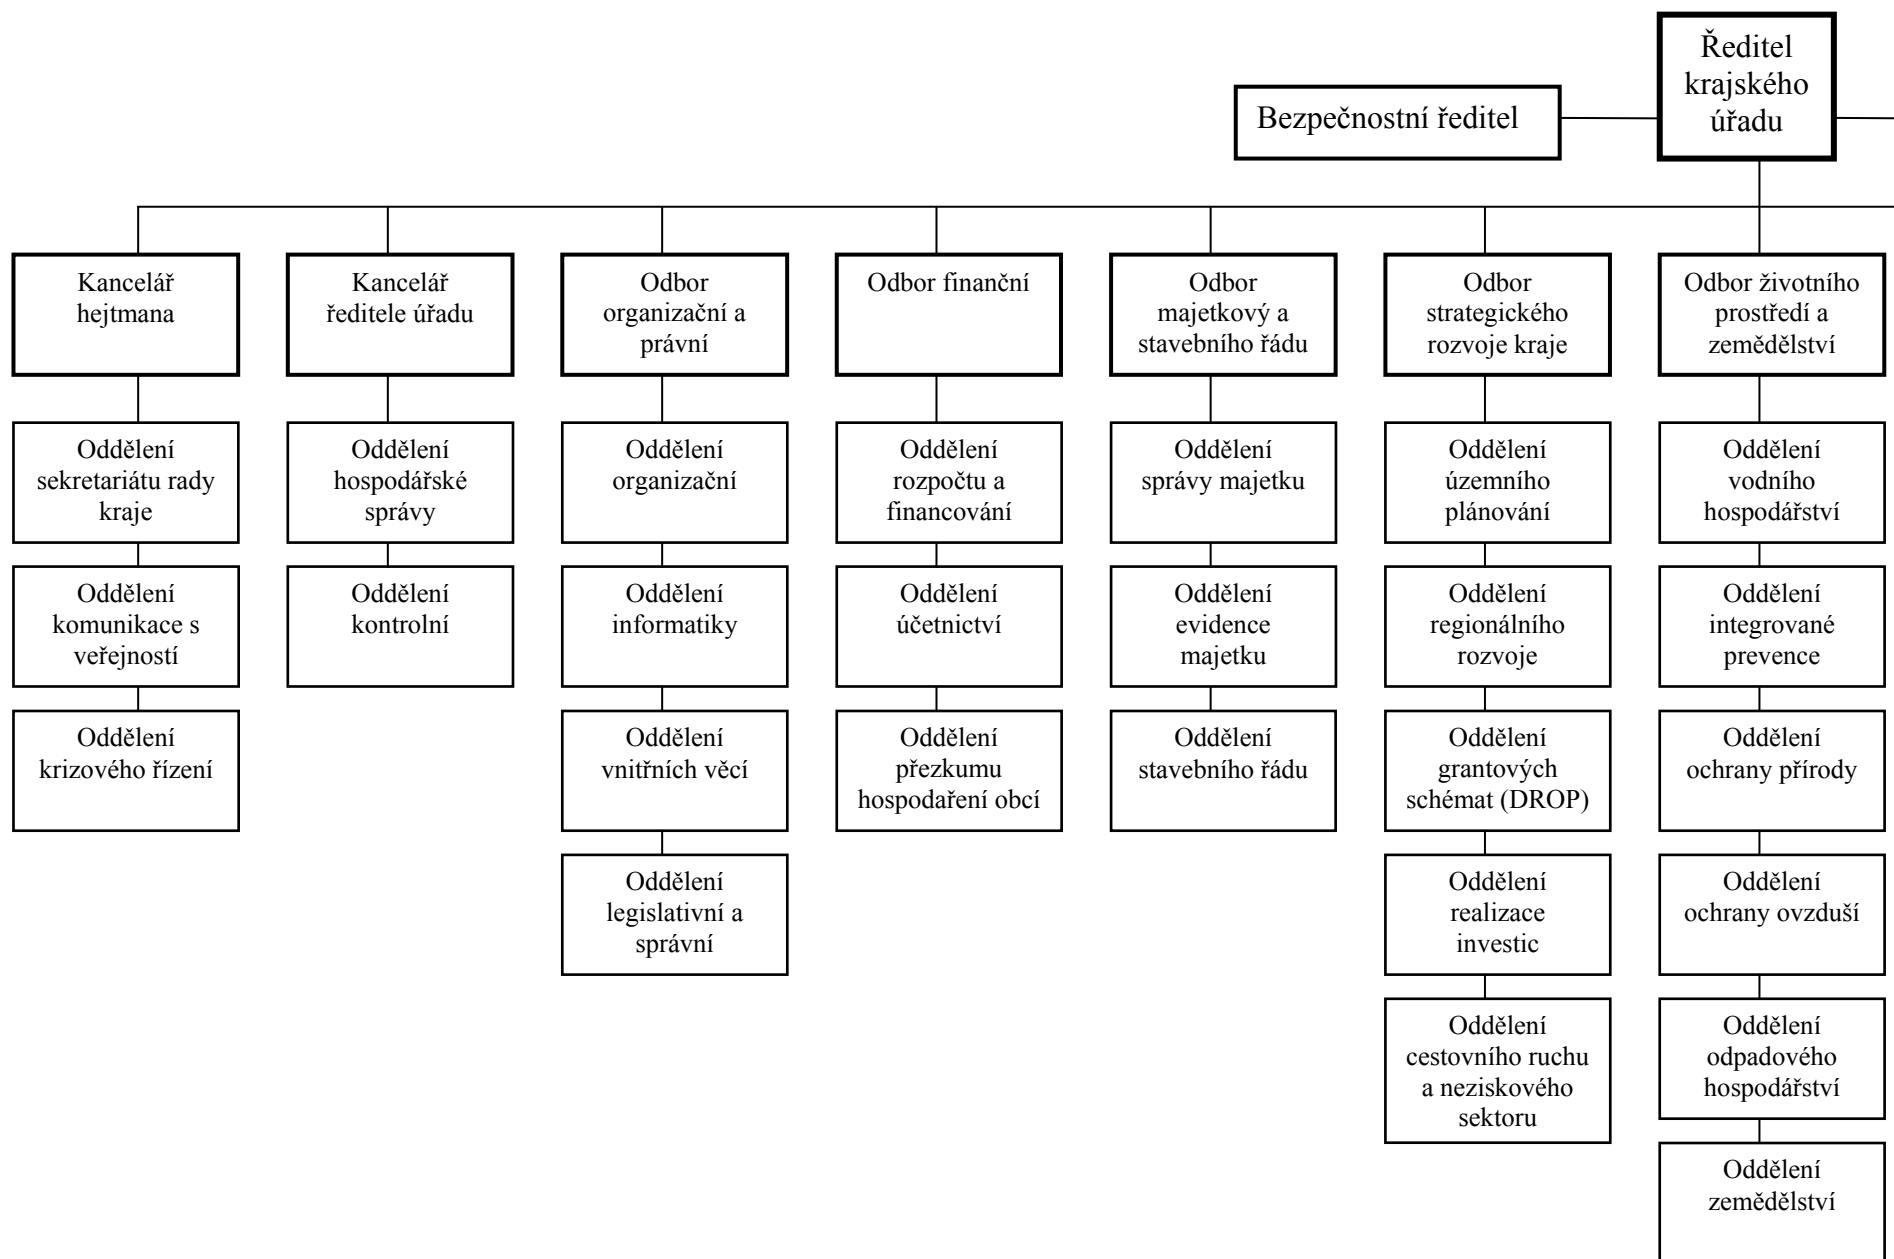 Ředitel
krajského
úřadu
Bezpečnostní ředitel
Kancelář
hejtmana
Kancelář
ředitele úřadu
Odbor
organizační a
právní
Odbor finanční
Odbor
majetkový a
stavebního řádu
Odbor
strategického
rozvoje kraje
Odbor životního
prostředí a
zemědělství
Oddělení
sekretariátu rady
kraje
Oddělení
hospodářské
správy
Oddělení
organizační
Oddělení
rozpočtu a
financování
Oddělení
správy majetku
Oddělení
územního
plánování
Oddělení
vodního
hospodářství
Oddělení
komunikace s
veřejností
Oddělení
kontrolní
Oddělení
informatiky
Oddělení
účetnictví
Oddělení
evidence
majetku
Oddělení
regionálního
rozvoje
Oddělení
integrované
prevence
Oddělení
krizového řízení
Oddělení
vnitřních věcí
Oddělení
přezkumu
hospodaření obcí
Oddělení
stavebního řádu
Oddělení
grantových
schémat (DROP)
Oddělení
ochrany přírody
Oddělení
legislativní a
správní
Oddělení
realizace
investic
Oddělení
ochrany ovzduší
Oddělení
cestovního ruchu
a neziskového
sektoru
Oddělení
odpadového
hospodářství
Oddělení
zemědělství